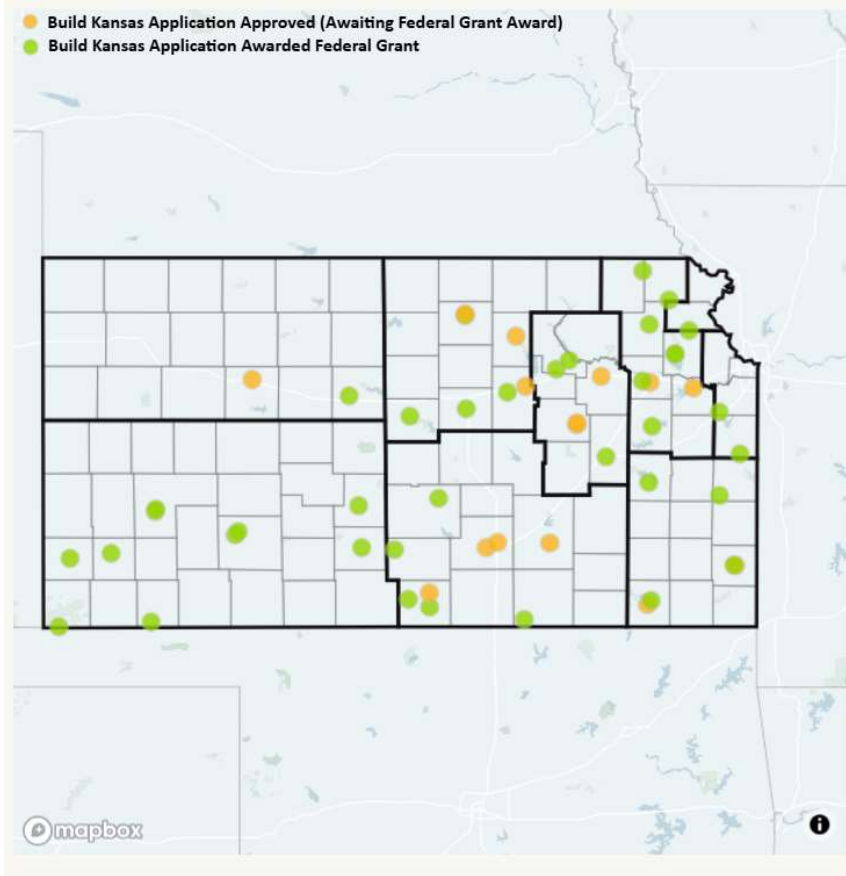 Build Kansas Application Approved (Awaiting Federal Grant Award)
Build Kansas Application Awarded Federal Grant
mapbox
i